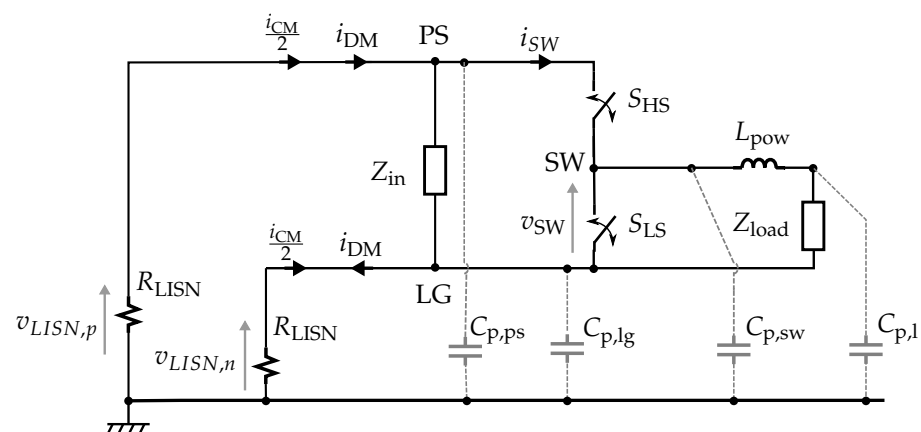 i_CM/2 i_DM PS i_SW
S_HS
L_pow
SW
Z_in
v_SW S_LS Z_load
i_CM/2 i_DM
LG
R_LISN
v_LISN,p
R_LISN
v_LISN,n
C_p,ps C_p,lg C_p,sw C_p,l